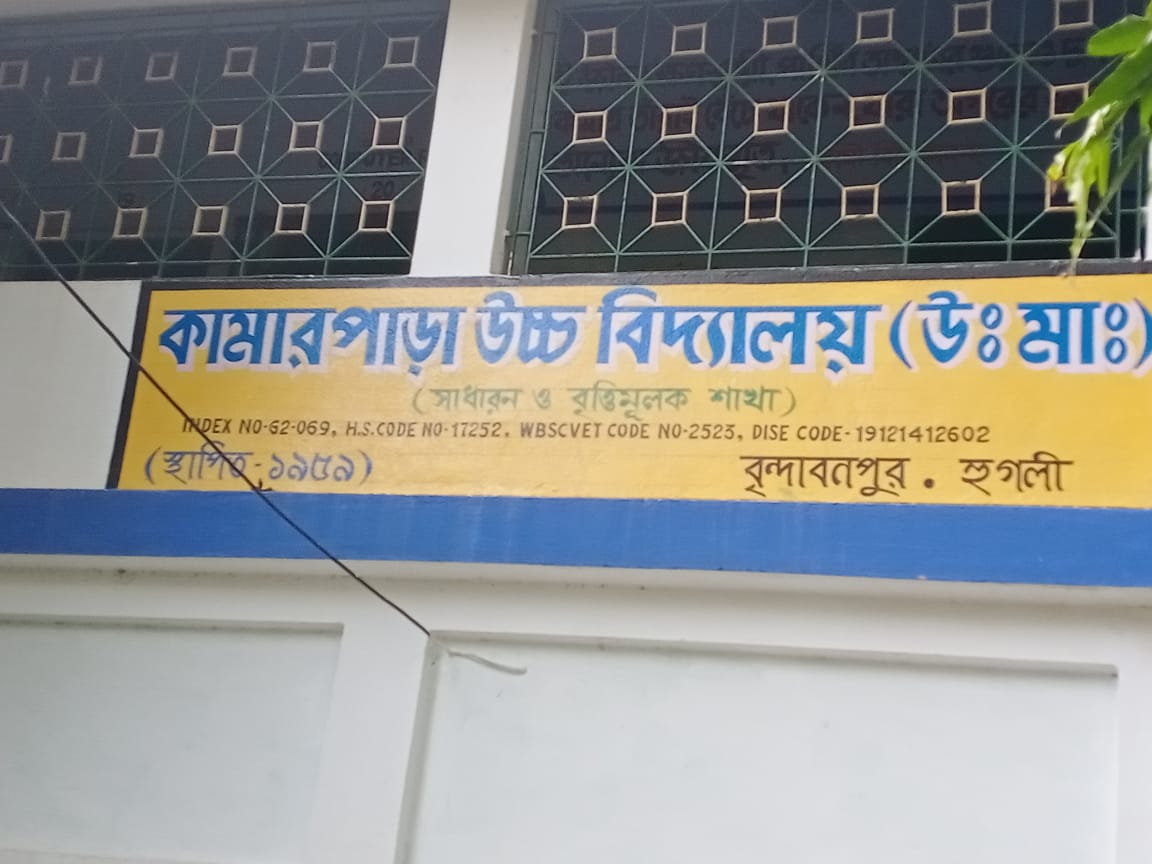 কামারপাড়া উচ্চ বিদ্যালয় (উঃ মাঃ)
(সাধারন ও বৃত্তিমূলক শাখা)
INDEX NO-62-069, H.S.CODE NO-17252, WBSCVET CODE NO-2523, DISE CODE-19121412602
(স্থাপিত-১৯৫৯) বৃন্দাবনপুর . হুগলী